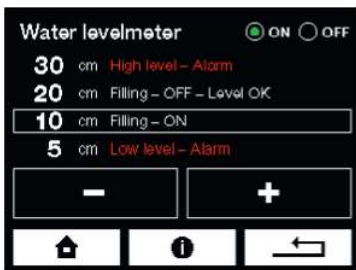 Water levelmeter ON OFF
30 cm High level – Alarm
20 cm Filling – OFF – Level OK
10 cm Filling – ON
5 cm Low level – Alarm
– +